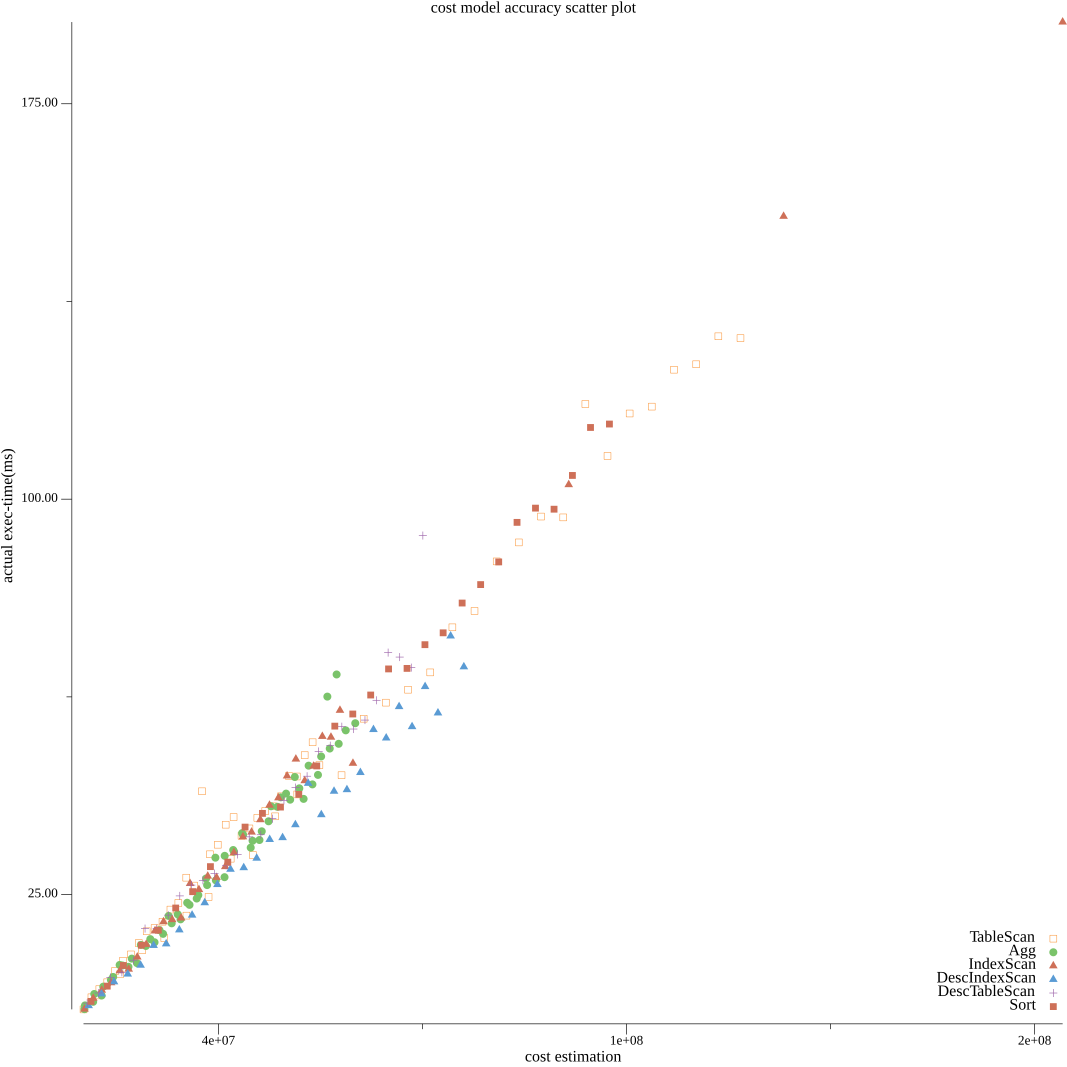 cost model accuracy scatter plot
175.00
100.00
25.00
actual exec-time(ms)
TableScan
Agg
IndexScan
DescIndexScan
DescTableScan
Sort
4e+07
1e+08
2e+08
cost estimation